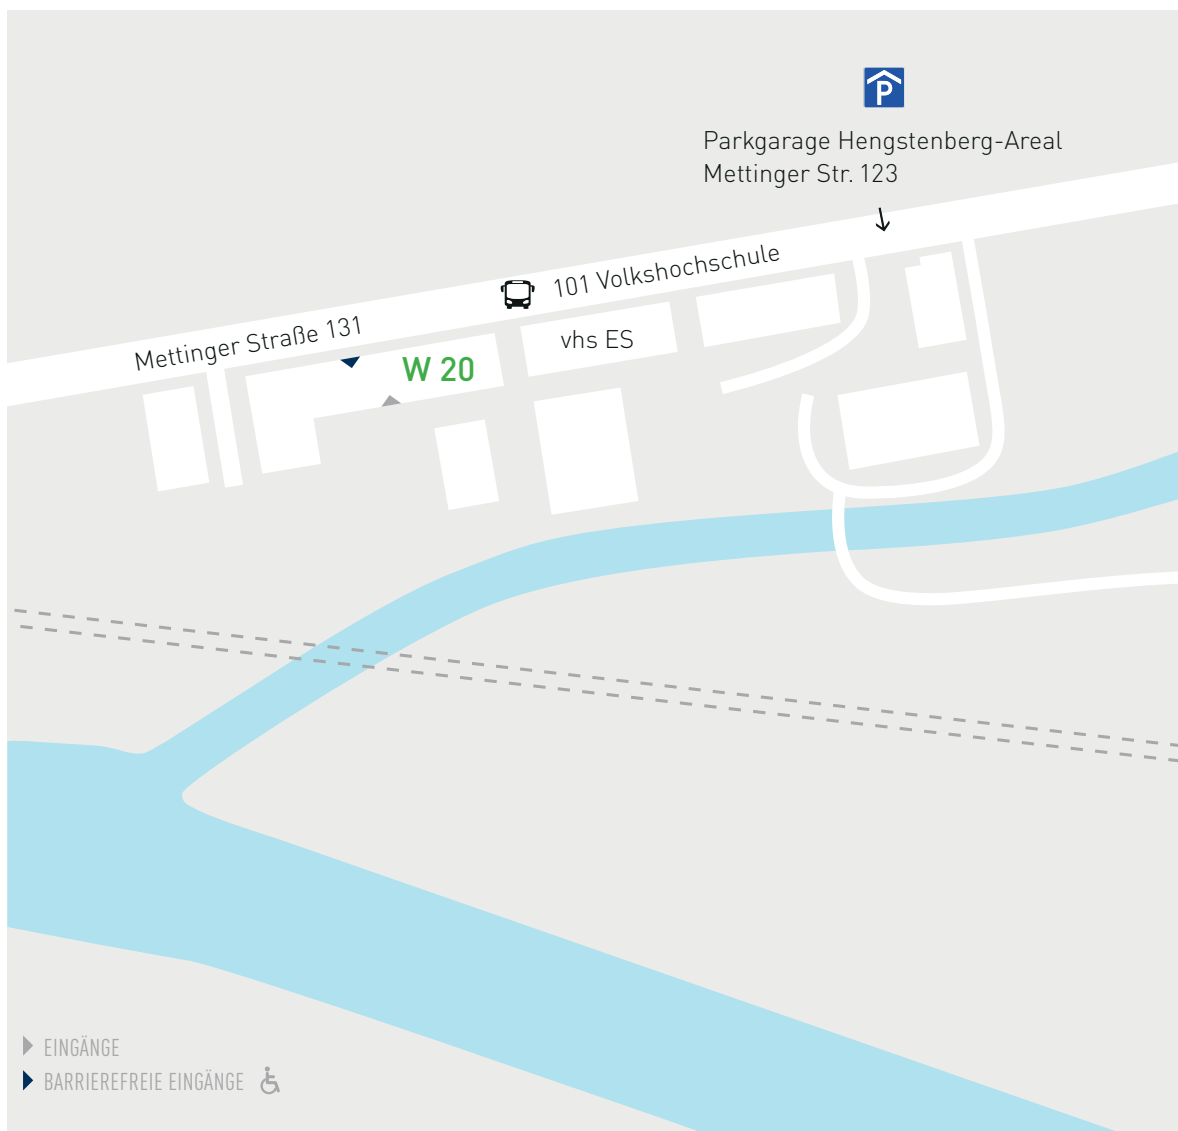 P
Parkgarage Hengstenberg-Areal
Mettinger Str. 123
101 Volkshochschule
Mettinger Straße 131
vhs ES
W 20
EINGÄNGE
BARRIEREFREIE EINGÄNGE